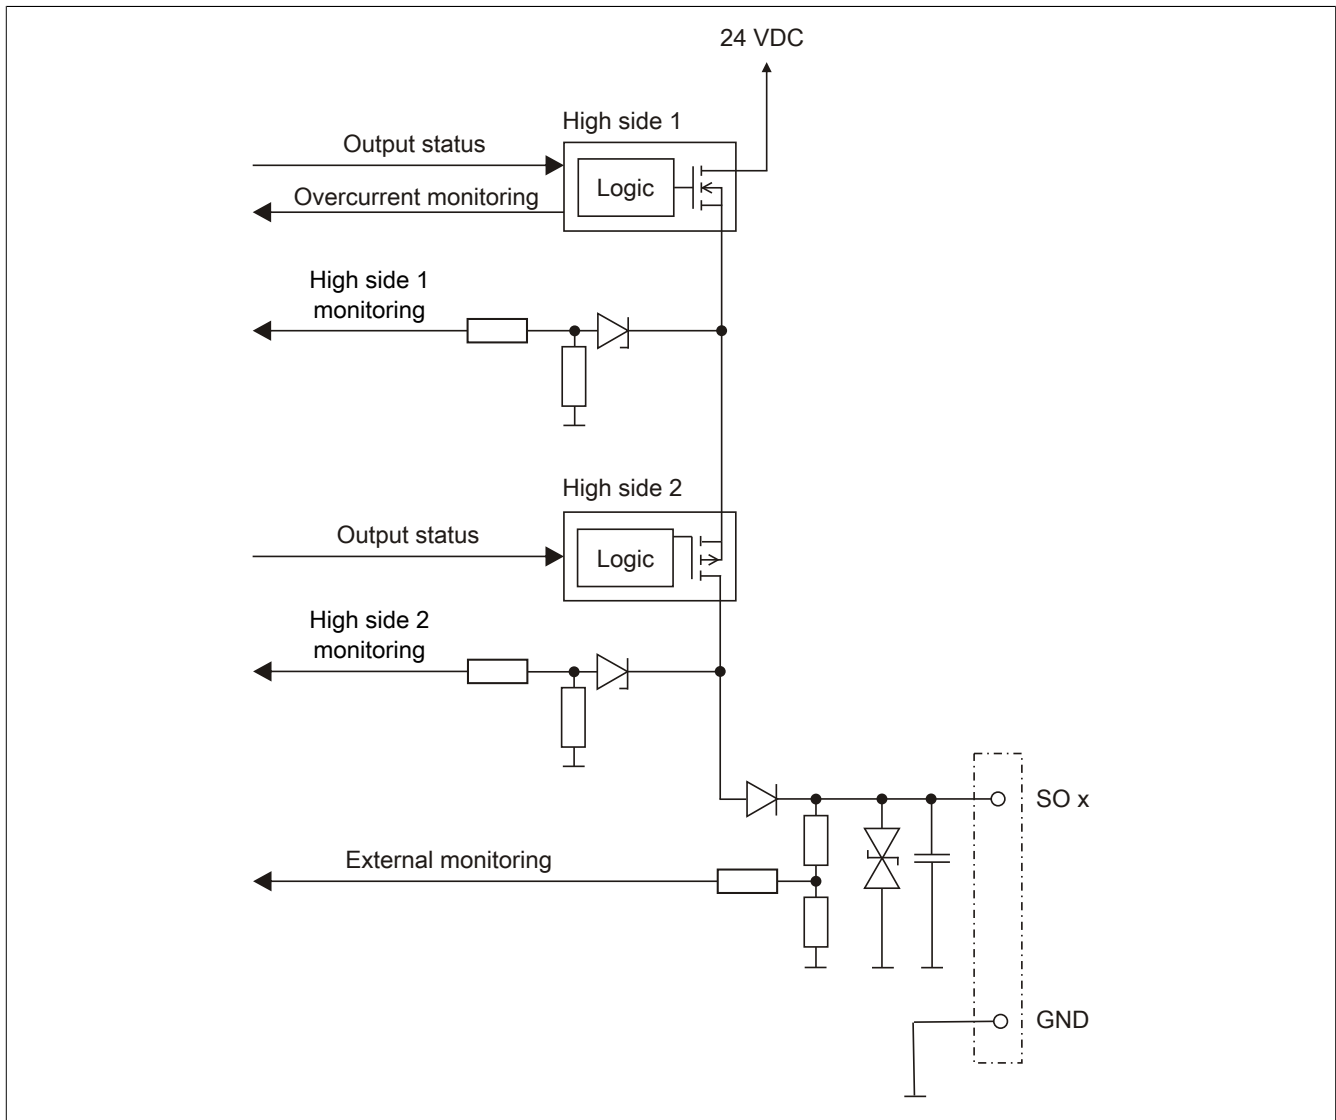 24 VDC
High side 1
Output status
Logic
Overcurrent monitoring
High side 1
monitoring
High side 2
Output status
Logic
High side 2
monitoring
SO x
External monitoring
GND